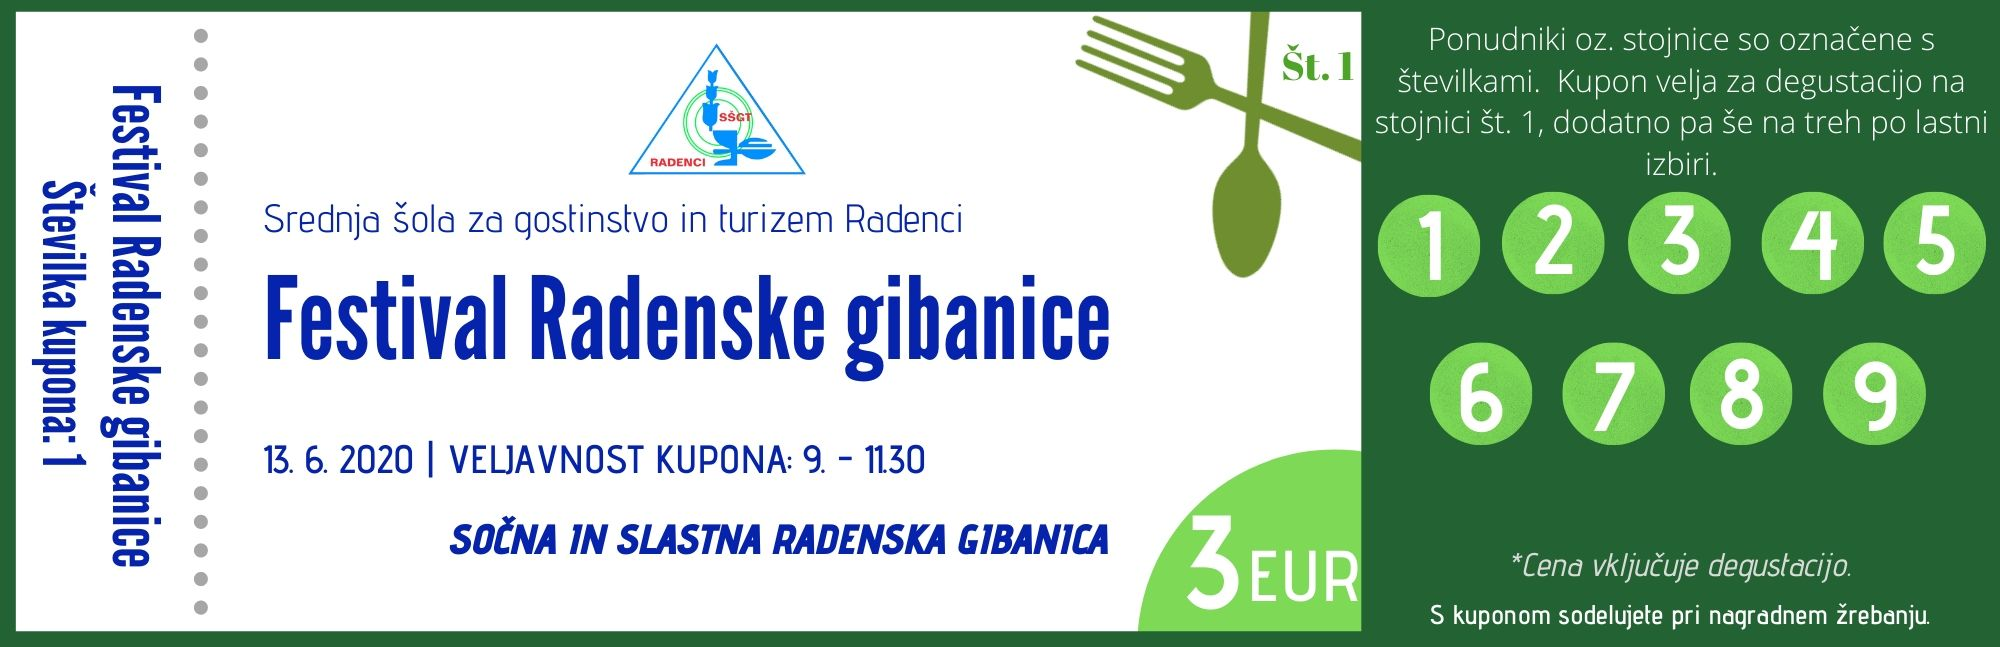 Festival Radenske gibanice
Številka kupona: 1
SŠGT
RADENCI
Št. 1
Srednja šola za gostinstvo in turizem Radenci
Festival Radenske gibanice
13. 6. 2020 | VELJAVNOST KUPONA: 9. - 11.30
SOČNA IN SLASTNA RADENSKA GIBANICA
3 EUR
Ponudniki oz. stojnice so označene s
številkami. Kupon velja za degustacijo na
stojnici št. 1, dodatno pa še na treh po lastni
izbiri.
1 2 3 4 5
6 7 8 9
*Cena vključuje degustacijo.
S kuponom sodelujete pri nagradnem žrebanju.